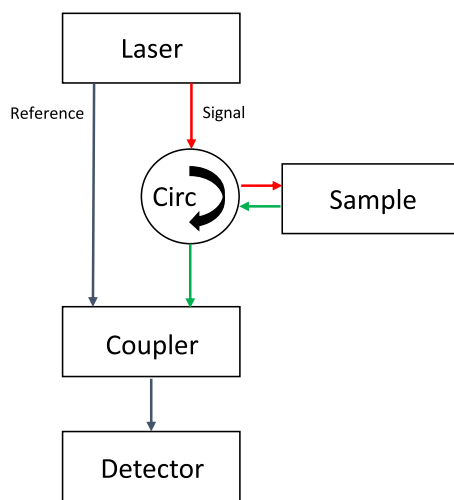 Laser
Reference
Signal
Circ
Sample
Coupler
Detector